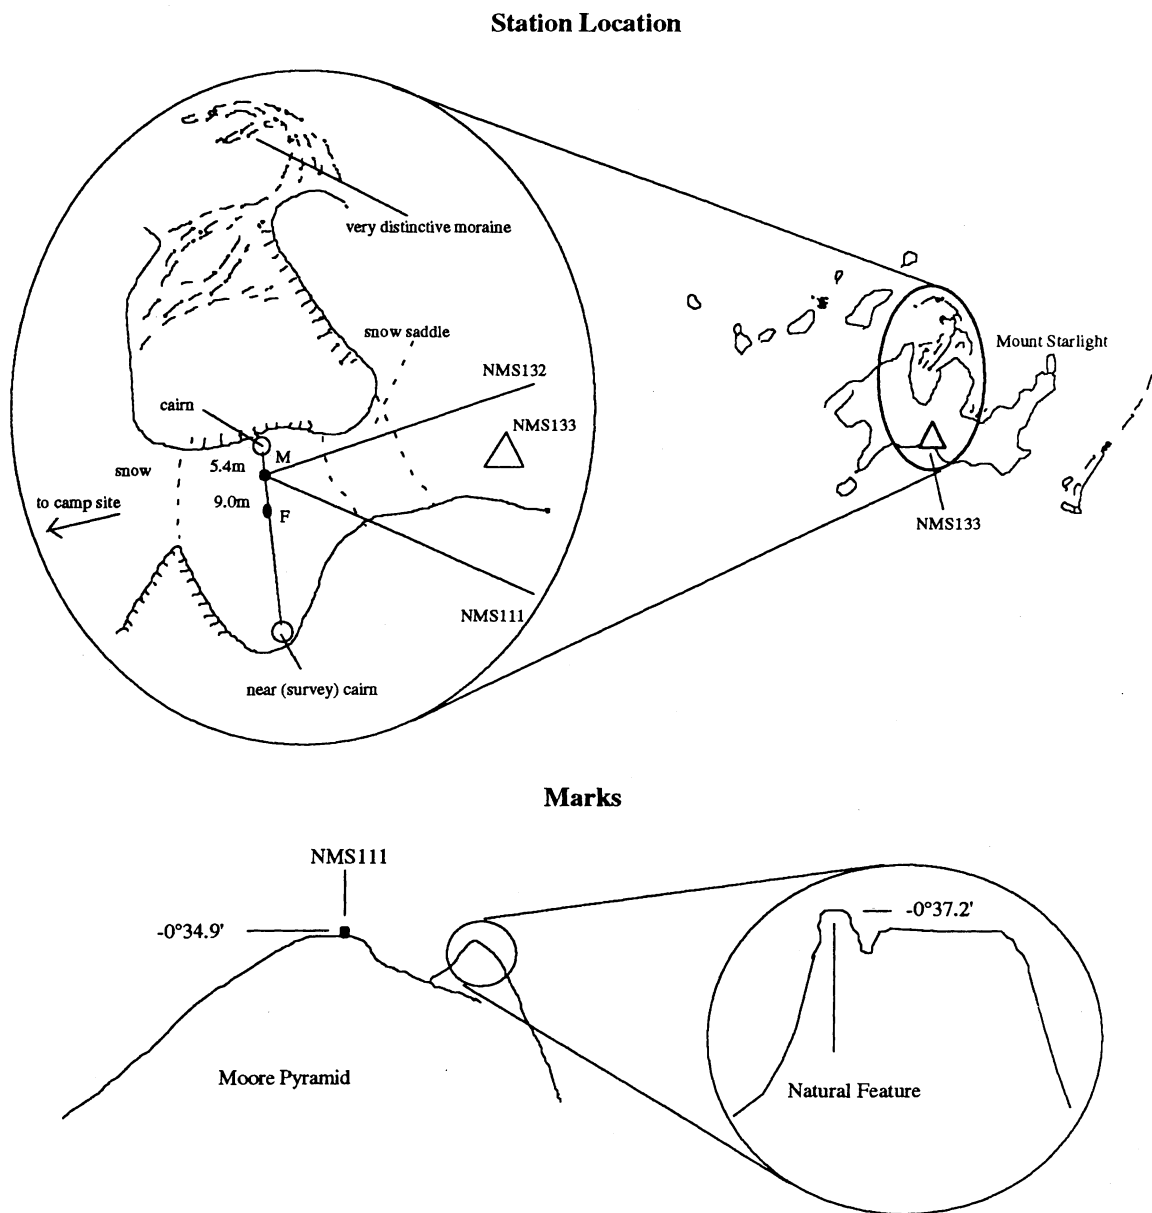 Station Location
very distinctive moraine
snow saddle
Mount Starlight
NMS132
cairn
NMS133
M
snow
5.4m
to camp site
9.0m
F
NMS133
NMS111
near (survey) cairn
Marks
NMS111
-0°34.9'
-0°37.2'
Moore Pyramid
Natural Feature